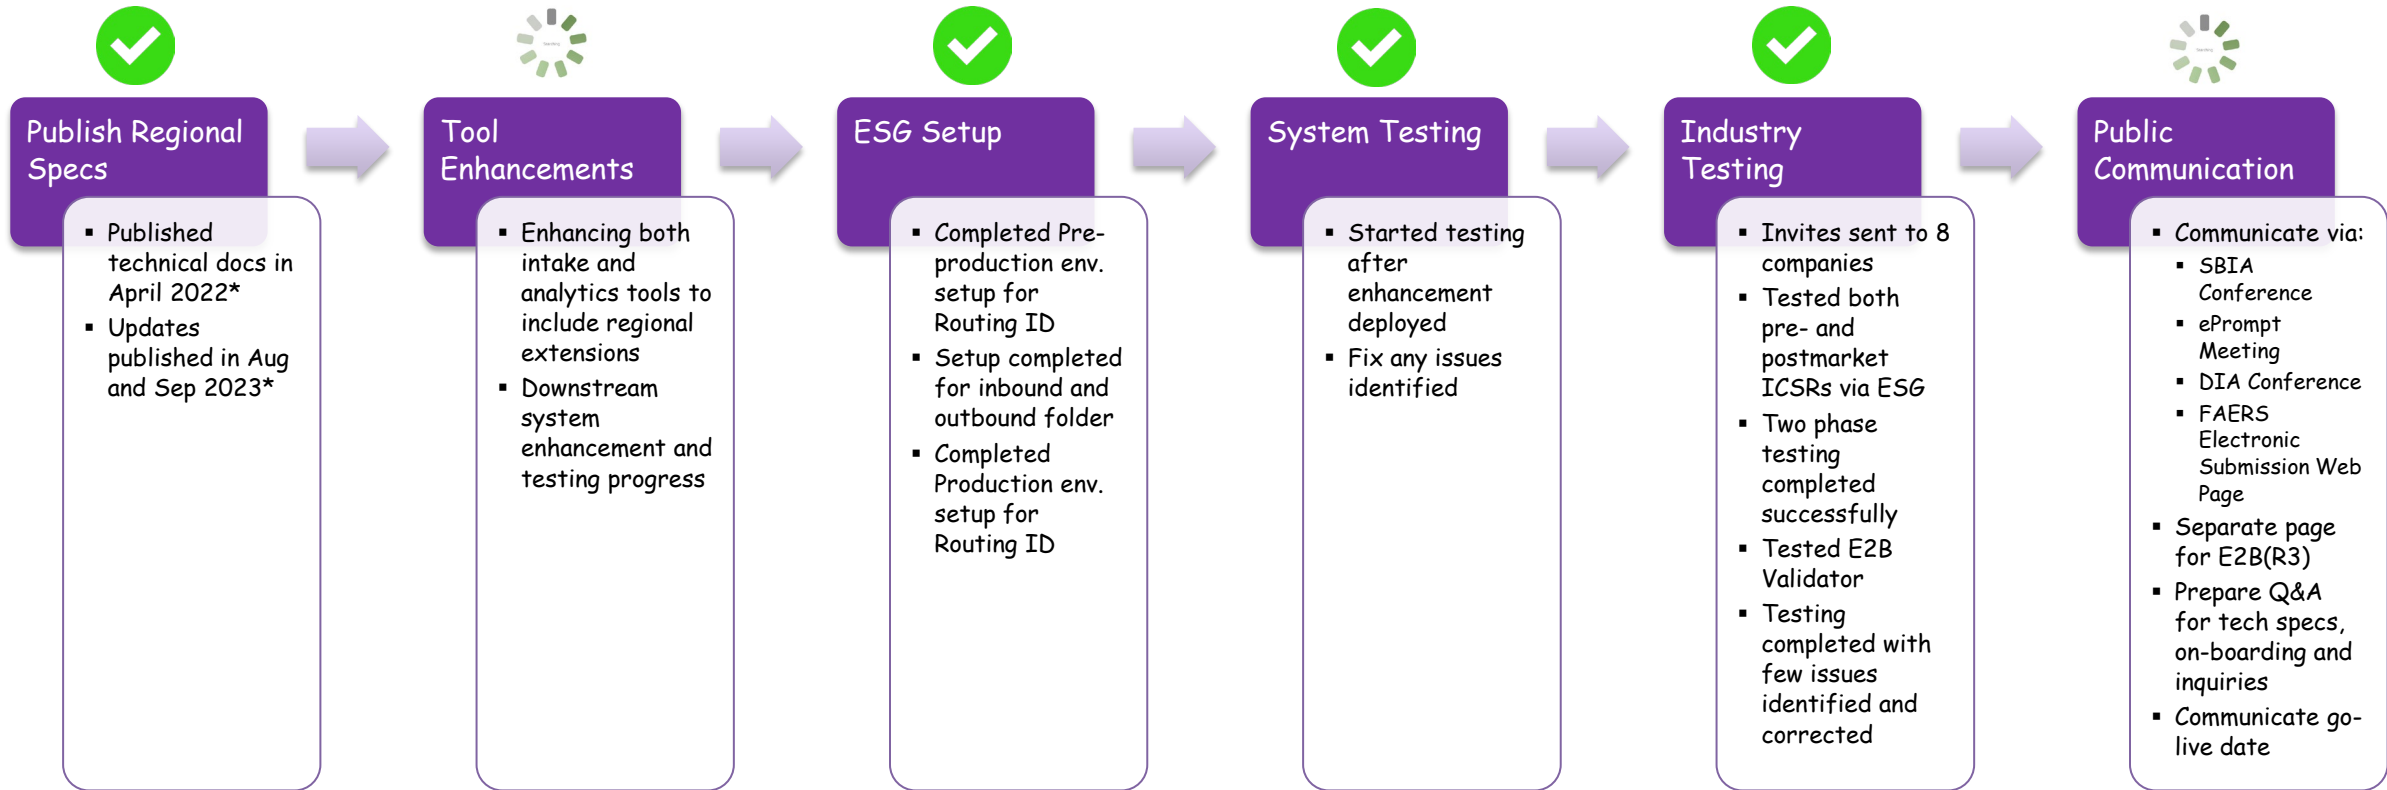 Publish Regional
Specs
▪ Published
technical docs in
April 2022*
▪ Updates
published in Aug
and Sep 2023*
Tool
Enhancements
▪ Enhancing both
intake and
analytics tools to
include regional
extensions
▪ Downstream
system
enhancement and
testing progress
ESG Setup
▪ Completed Pre-
production env.
setup for
Routing ID
▪ Setup completed
for inbound and
outbound folder
▪ Completed
Production env.
setup for
Routing ID
System Testing
▪ Started testing
after
enhancement
deployed
▪ Fix any issues
identified
Industry
Testing
▪ Invites sent to 8
companies
▪ Tested both
pre- and
postmarket
ICSRs via ESG
▪ Two phase
testing
completed
successfully
▪ Tested E2B
Validator
▪ Testing
completed with
few issues
identified and
corrected
Public
Communication
▪ Communicate via:
▪ SBIA
Conference
▪ ePrompt
Meeting
▪ DIA Conference
▪ FAERS
Electronic
Submission Web
Page
▪ Separate page
for E2B(R3)
▪ Prepare Q&A
for tech specs,
on-boarding and
inquiries
▪ Communicate go-
live date